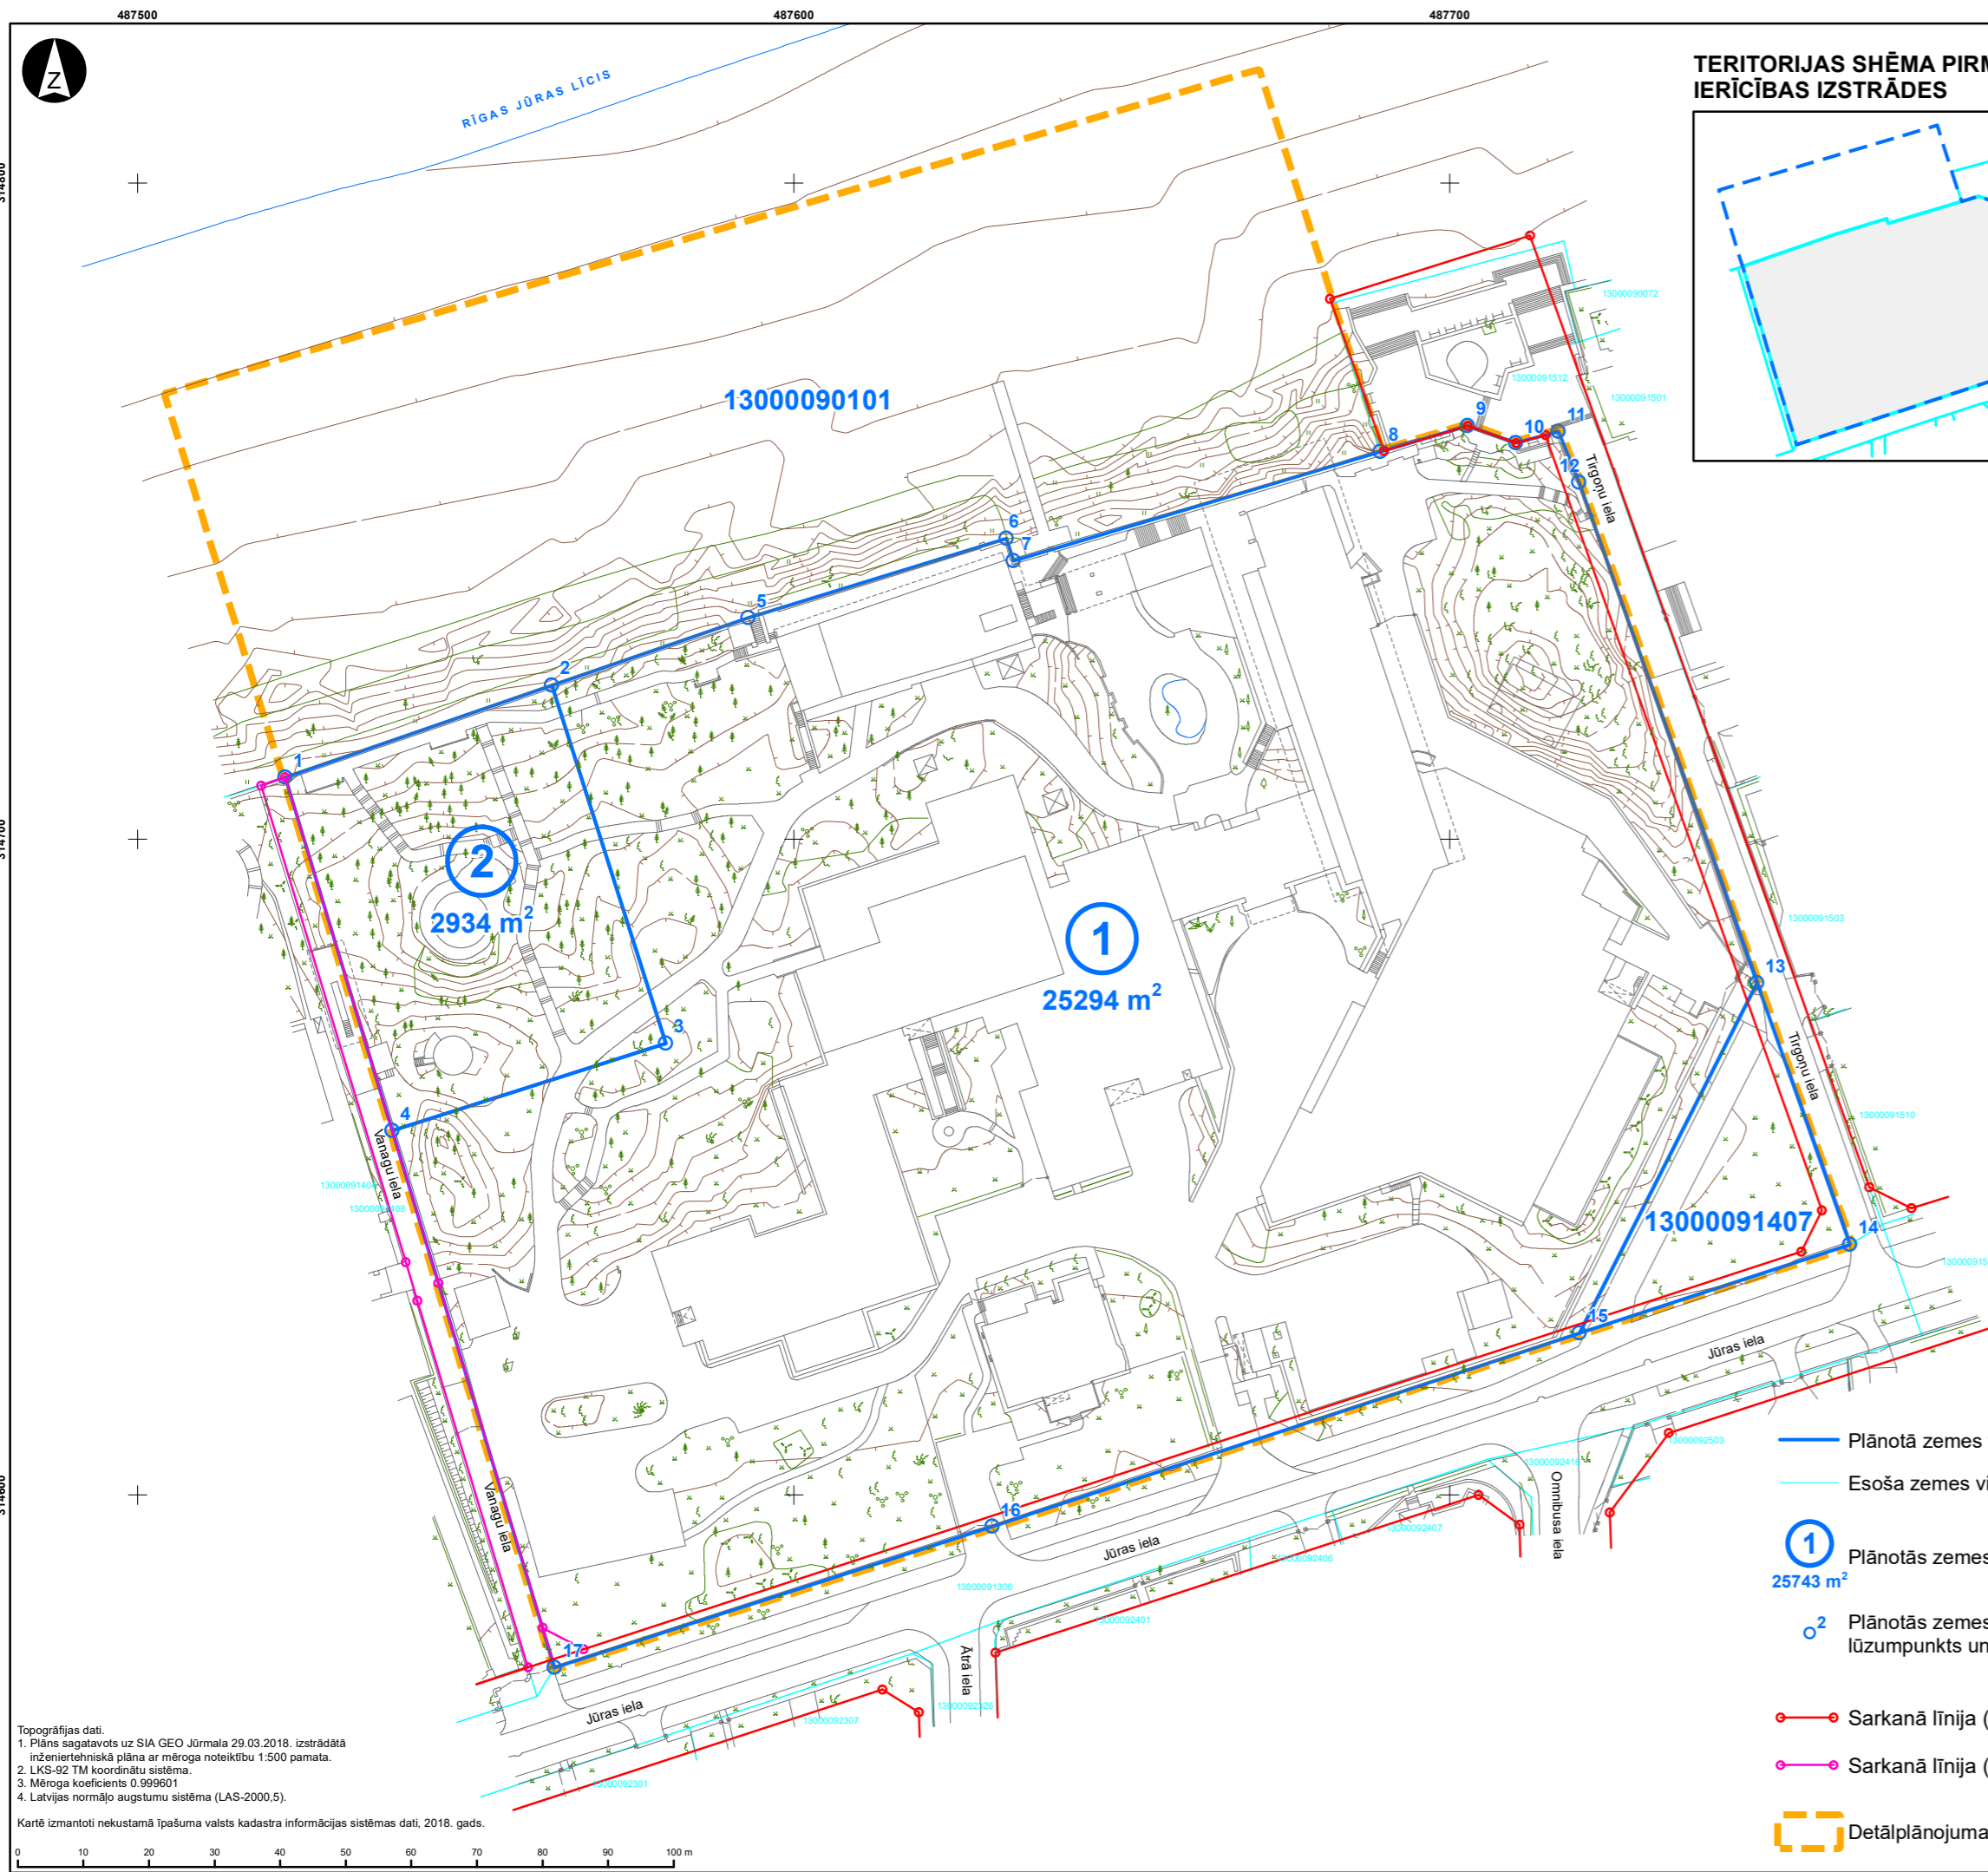 487500
487600
487700
Z
RĪGAS JŪRAS LĪCIS
TERITORIJAS SHĒMA PIRM
IERĪCĪBAS IZSTRĀDES
314800
13000090072
13000090101
13000091512
13000091501
9
10
11
8
12
Tirgoņu iela
6
7
5
2
1
314700
2
2934 m²
1
25294 m²
13000091503
13
3
Tirgoņu iela
4
Vanagu iela
13000091404
13000091408
13000091510
13000091407
14
15
Jūras iela
13000092503
Plānotā zemes
13000092416
Esoša zemes vi
314600
Vanagu iela
16
Omnibusa iela
13000092407
Jūras iela
13000092406
1
Plānotās zemes
25743 m²
13000091306
13000092401
2
Plānotās zemes
lūzumpunkts un
17
Ātrā iela
13000092326
Jūras iela
13000092307
Sarkanā līnija (
Topogrāfijas dati.
1. Plāns sagatavots uz SIA GEO Jūrmala 29.03.2018. izstrādātā
inženiertehniskā plāna ar mēroga noteiktību 1:500 pamata.
2. LKS-92 TM koordinātu sistēma.
3. Mēroga koeficients 0.999601
4. Latvijas normāļo augstumu sistēma (LAS-2000,5).
Sarkanā līnija (
13000092301
Kartē izmantoti nekustamā īpašuma valsts kadastra informācijas sistēmas dati, 2018. gads.
Detālplānojuma
0 10 20 30 40 50 60 70 80 90 100 m